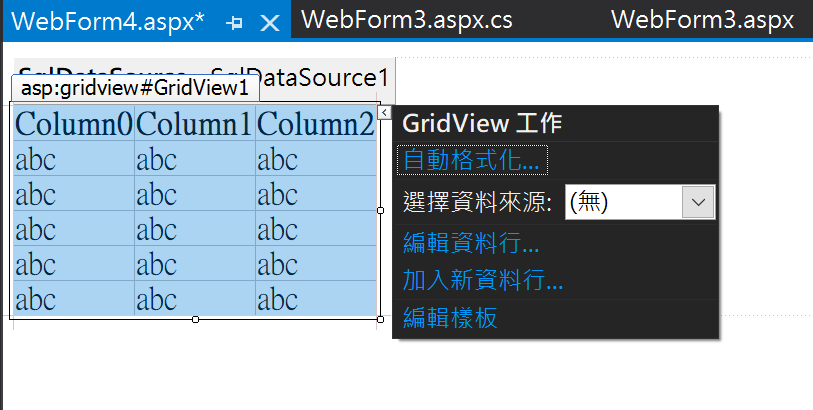 WebForm4.aspx*
WebForm3.aspx.cs
WebForm3.aspx
SqlDataSource1
asp:gridview#GridView1
Column0 Column1 Column2
abc abc abc
abc abc abc
abc abc abc
abc abc abc
abc abc abc
GridView 工作
自動格式化...
選擇資料來源: (無)
編輯資料行...
加入新資料行...
編輯樣板